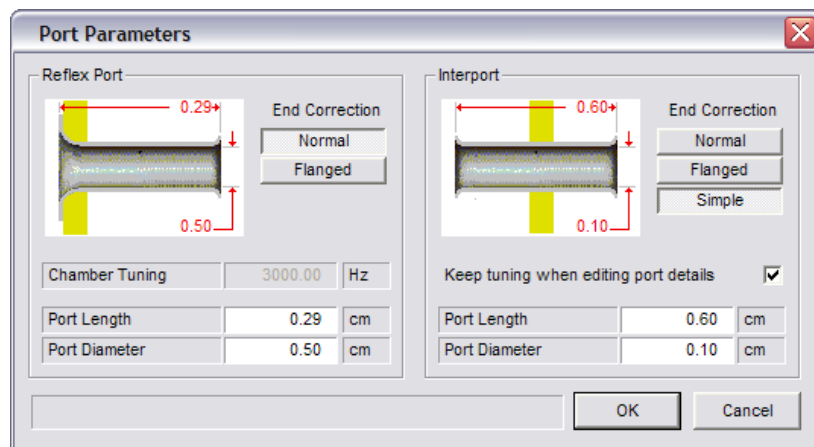 Port Parameters
Reflex Port
0.29
End Correction
Normal
Flanged
0.50
Chamber Tuning 3000.00 Hz
Port Length 0.29 cm
Port Diameter 0.50 cm
Interport
0.60
End Correction
Normal
Flanged
Simple
0.10
Keep tuning when editing port details
Port Length 0.60 cm
Port Diameter 0.10 cm
OK Cancel